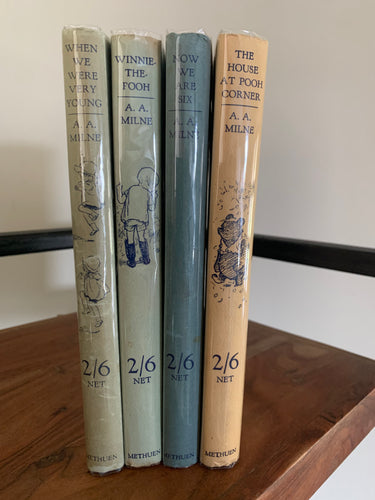 WHEN
WE
WERE
VERY
YOUNG
A. A.
MILNE
2/6
NET
METHUEN
WINNIE-
THE-
POOH
A. A.
MILNE
2/6
NET
METHUEN
NOW
WE
ARE
SIX
A. A.
MILNE
2/6
NET
METHUEN
THE
HOUSE
AT POOH
CORNER
A. A.
MILNE
2/6
NET
METHUEN